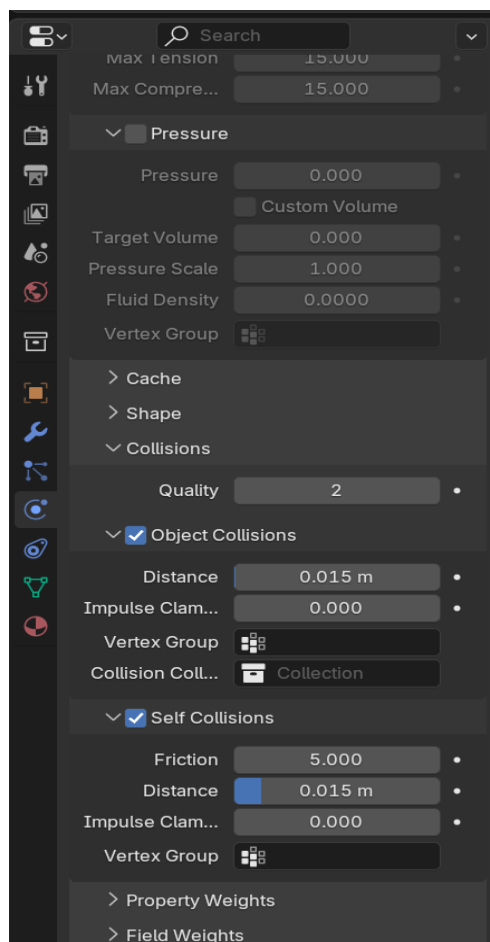 Search
Max Tension 15.000
Max Compre... 15.000
Pressure
Pressure 0.000
Custom Volume
Target Volume 0.000
Pressure Scale 1.000
Fluid Density 0.0000
Vertex Group
Cache
Shape
Collisions
Quality 2
Object Collisions
Distance 0.015 m
Impulse Clam... 0.000
Vertex Group
Collision Coll... Collection
Self Collisions
Friction 5.000
Distance 0.015 m
Impulse Clam... 0.000
Vertex Group
Property Weights
Field Weights